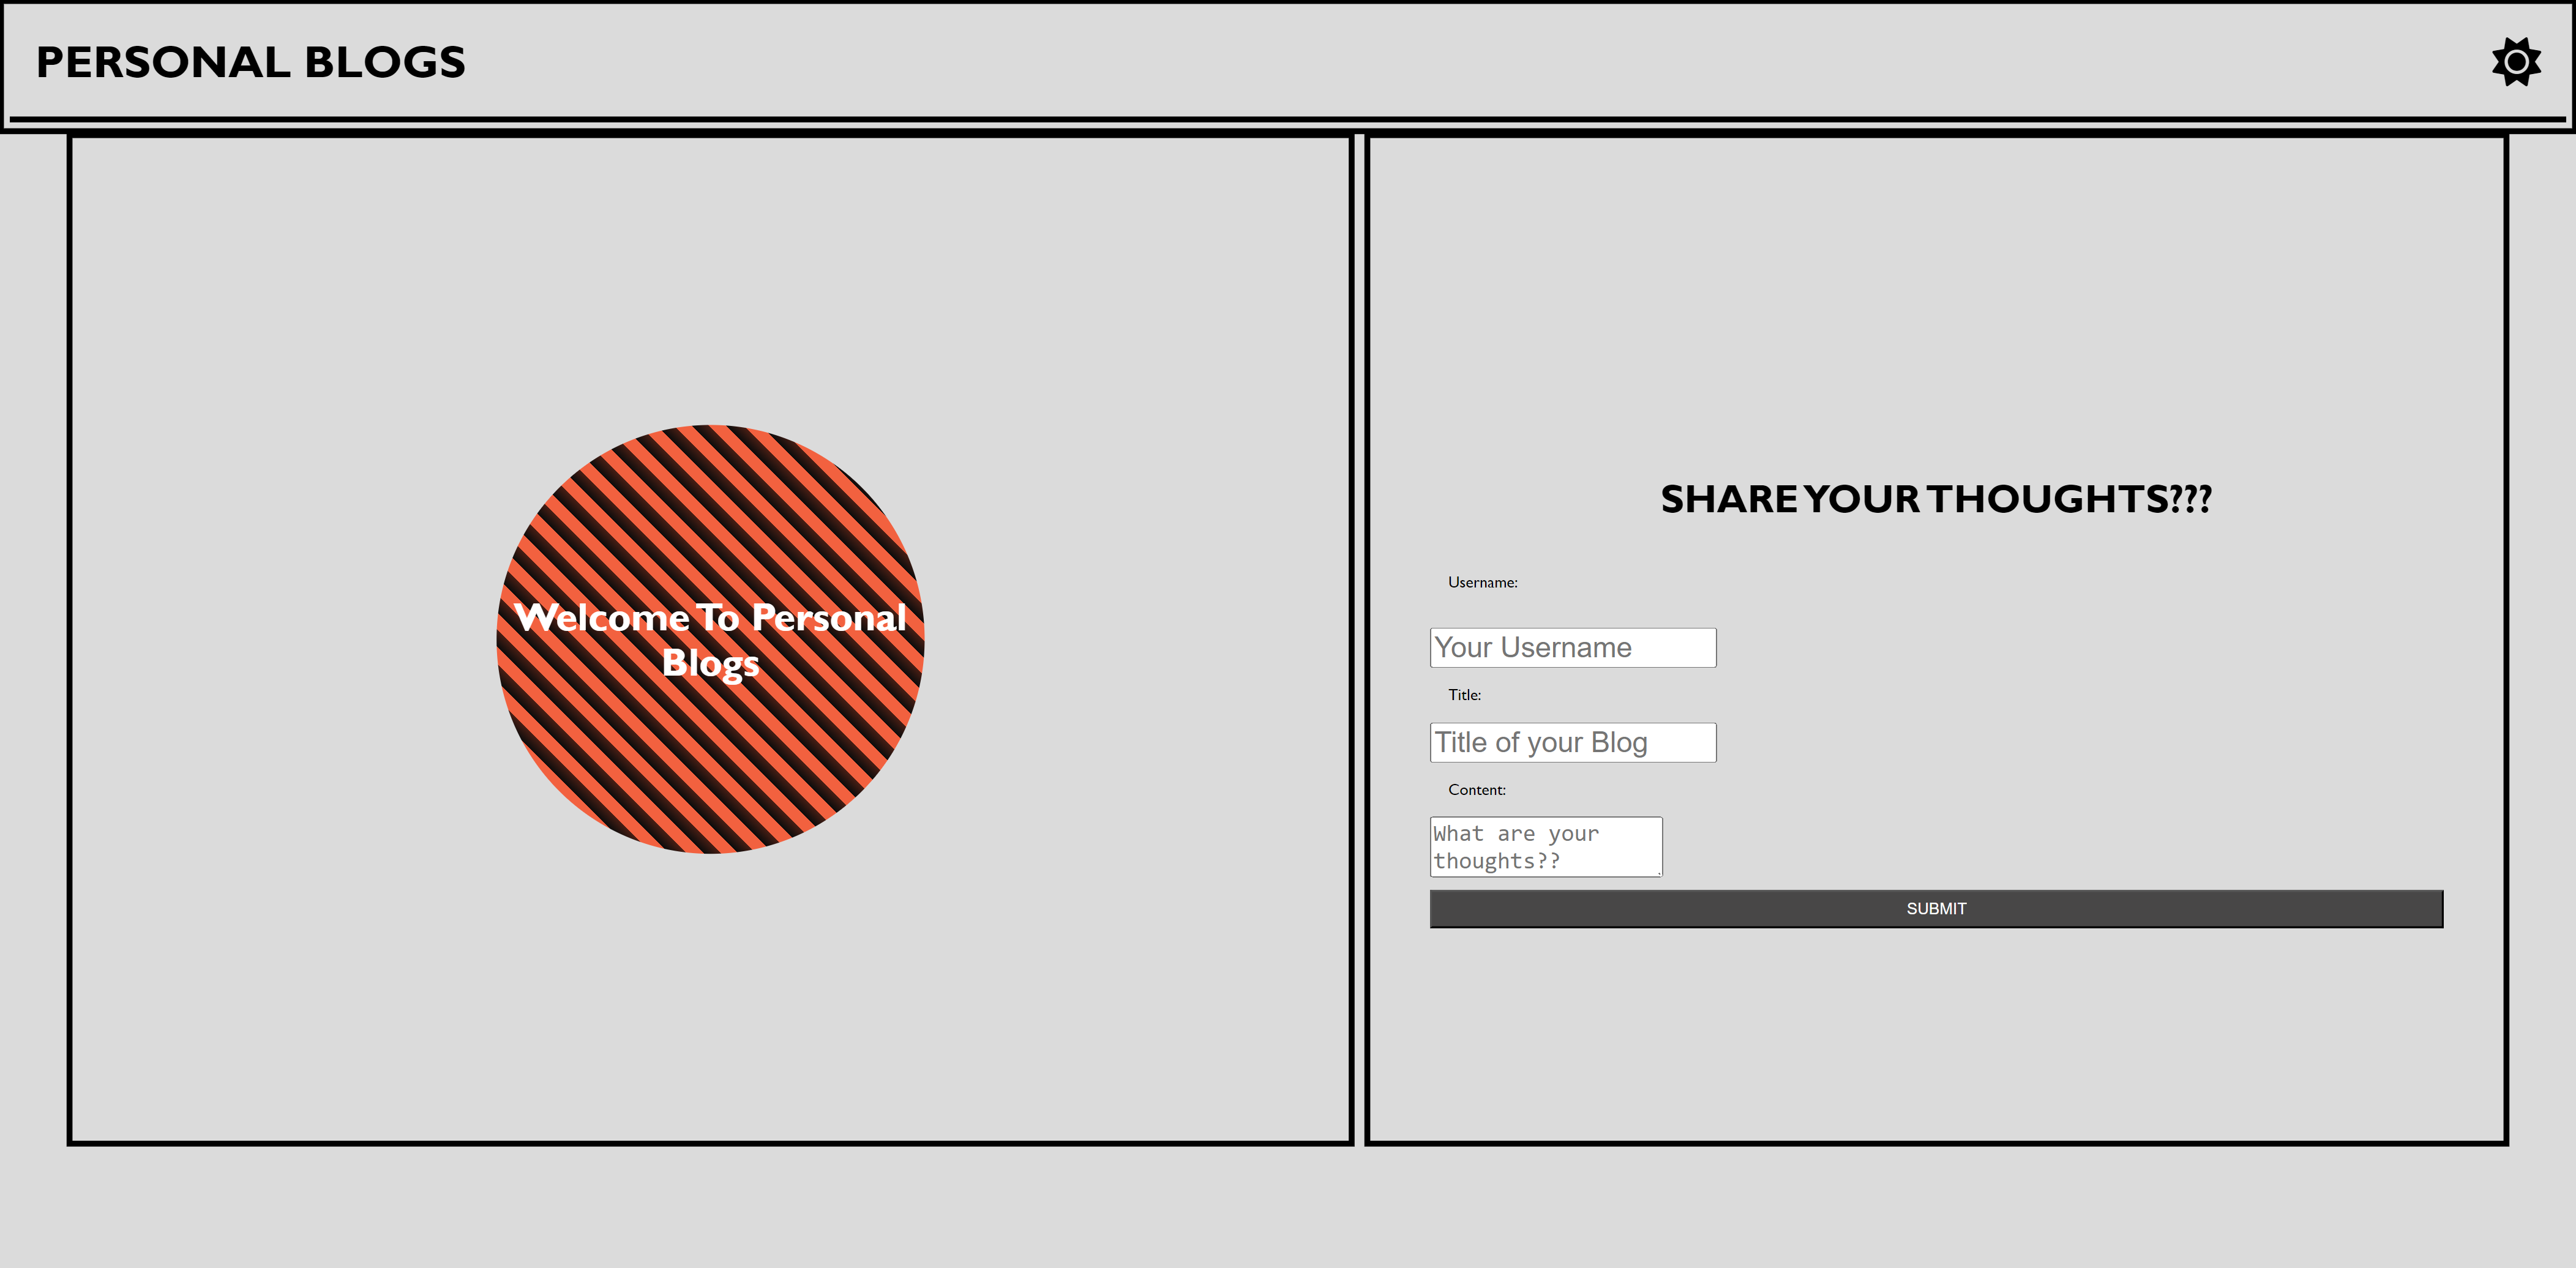 PERSONAL BLOGS
Welcome To Personal
Blogs
SHARE YOUR THOUGHTS???
Username:
Your Username
Title:
Title of your Blog
Content:
What are your
thoughts??
SUBMIT